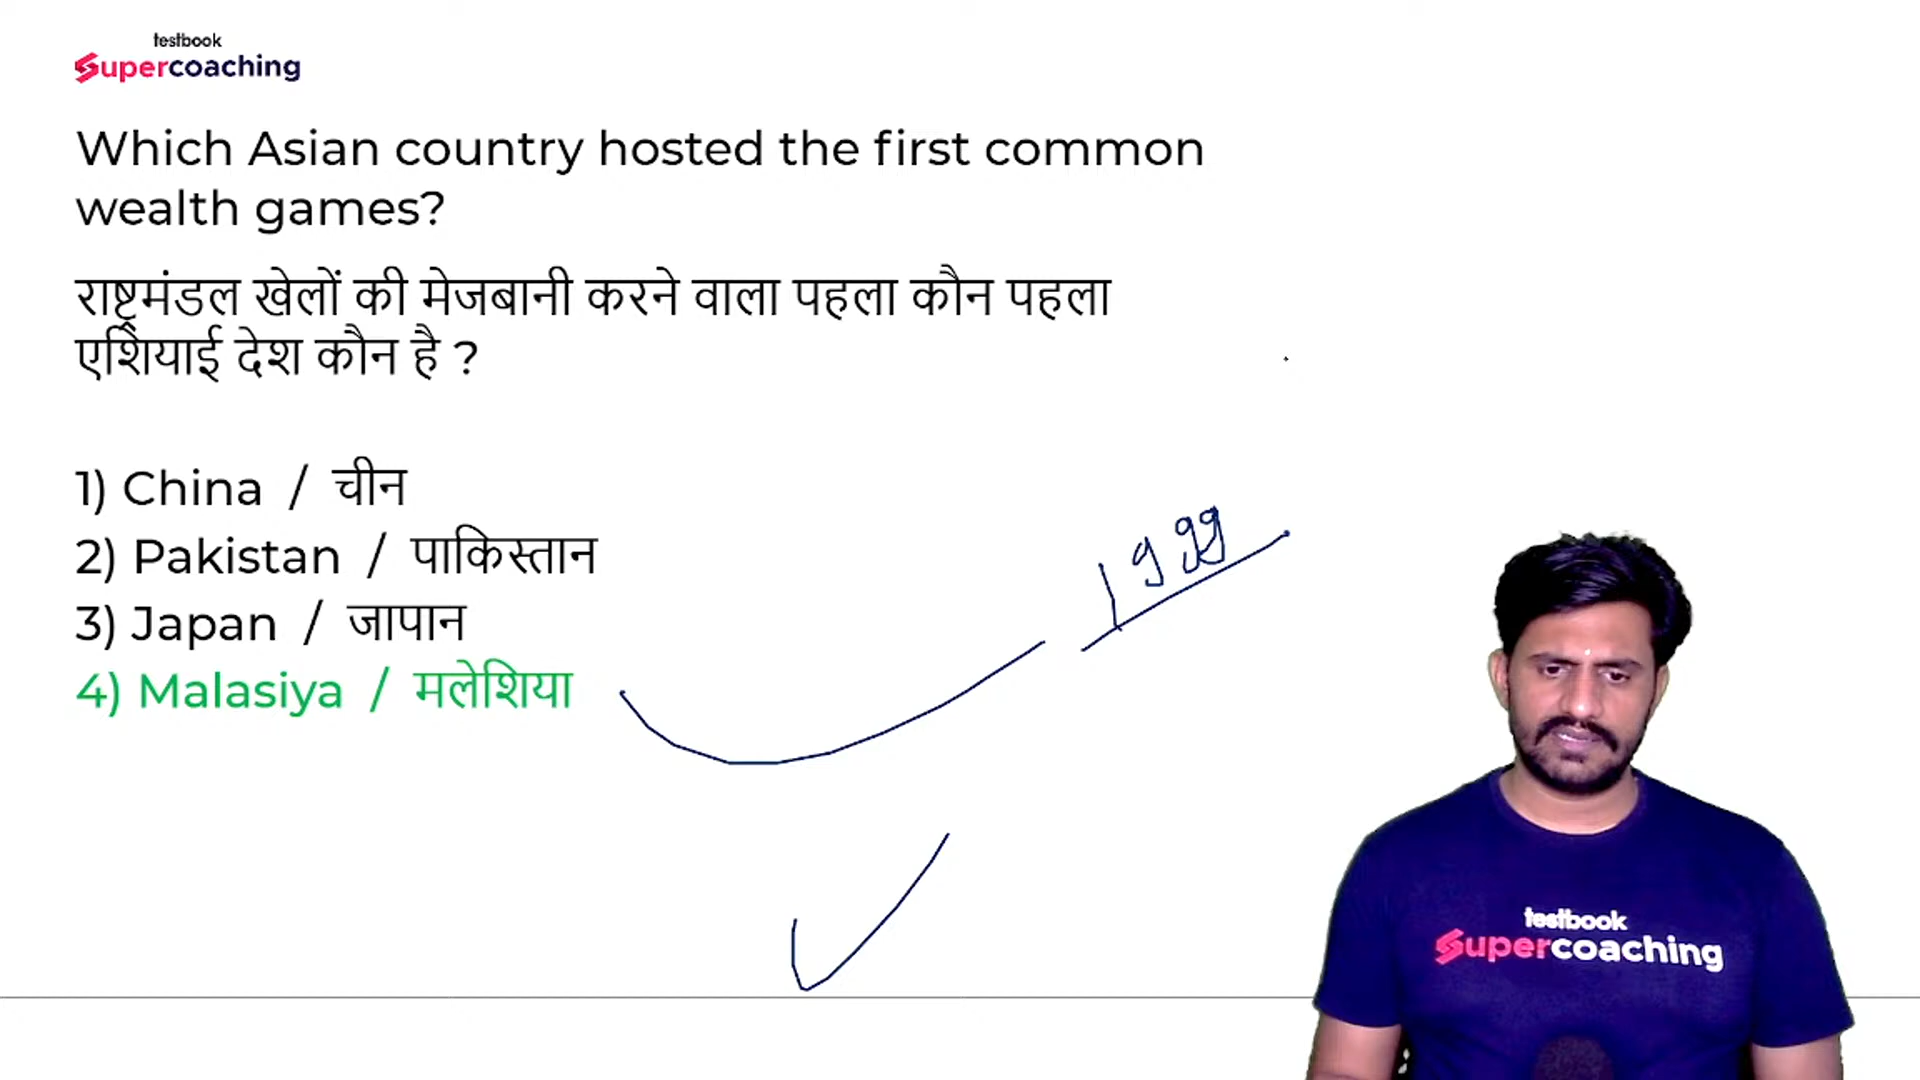 testbook
Supercoaching
Which Asian country hosted the first common
wealth games?
राष्ट्रमंडल खेलों की मेजबानी करने वाला पहला कौन पहला
एशियाई देश कौन है ?
1) China / चीन
2) Pakistan / पाकिस्तान
3) Japan / जापान
4) Malasiya / मलेशिया
1999
testbook
Supercoaching